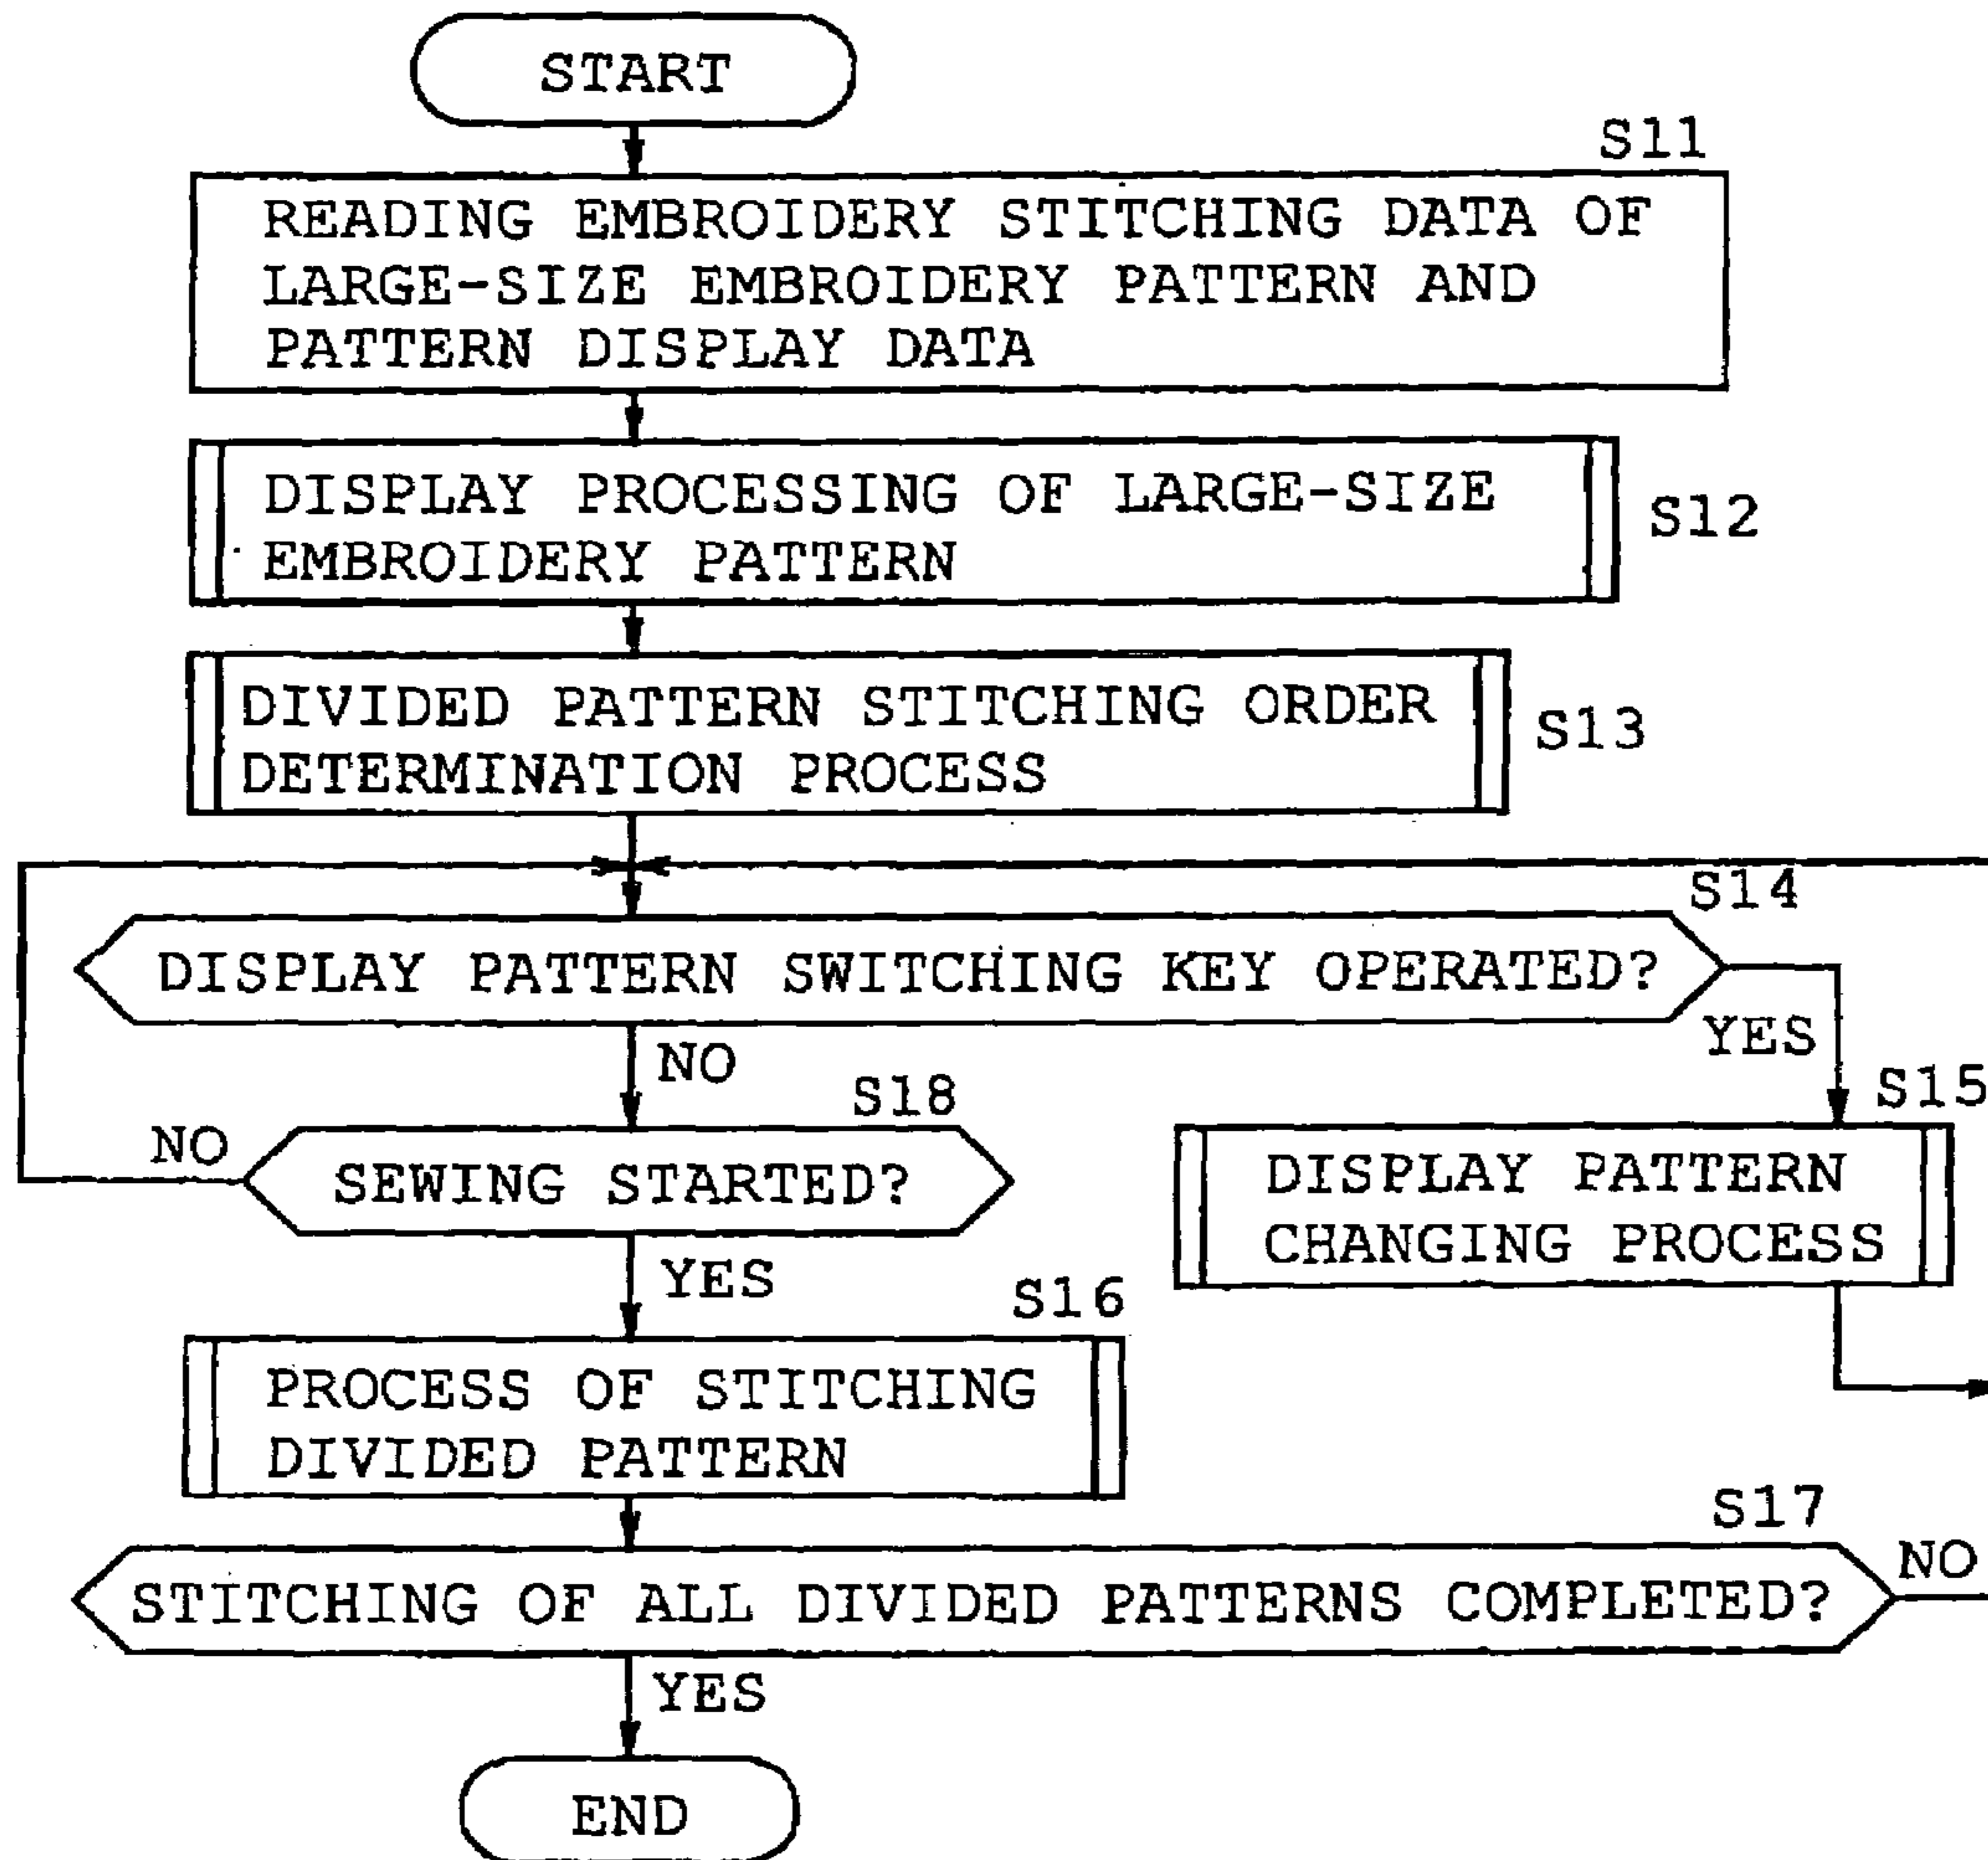 START
S11
READING EMBROIDERY STITCHING DATA OF
LARGE-SIZE EMBROIDERY PATTERN AND
PATTERN DISPLAY DATA
DISPLAY PROCESSING OF LARGE-SIZE
EMBROIDERY PATTERN
S12
DIVIDED PATTERN STITCHING ORDER
DETERMINATION PROCESS
S13
S14
DISPLAY PATTERN SWITCHING KEY OPERATED?
YES
NO
S15
DISPLAY PATTERN
CHANGING PROCESS
S18
NO
SEWING STARTED?
YES
S16
PROCESS OF STITCHING
DIVIDED PATTERN
S17
STITCHING OF ALL DIVIDED PATTERNS COMPLETED?
NO
YES
END